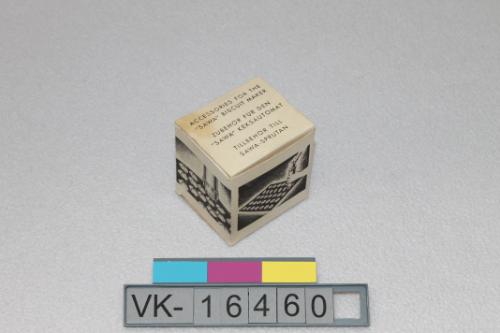 ACCESSORIES FOR THE
"SAWA" BISCUIT MAKER
ZUBEHÖR FÜR DEN
"SAWA" KEKSAUTOMAT
TILLBEHÖR TILL
SAWA-SPRUTAN
VK-16460